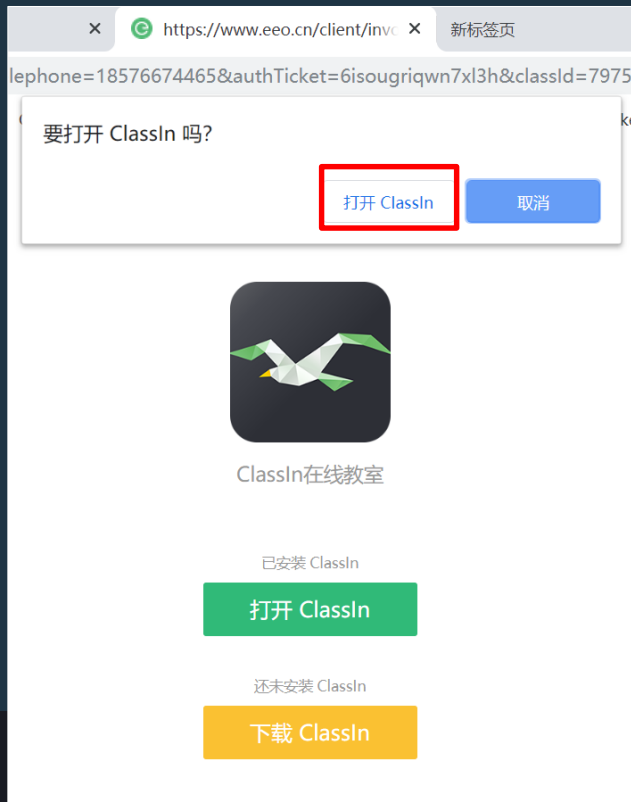 https://www.eeo.cn/client/invo
新标签页
lephone=18576674465&authTicket=6isougriqwn7xl3h&classId=7975
要打开 ClassIn 吗?
打开 ClassIn
取消
ClassIn在线教室
已安装 ClassIn
打开 ClassIn
还未安装 ClassIn
下载 ClassIn